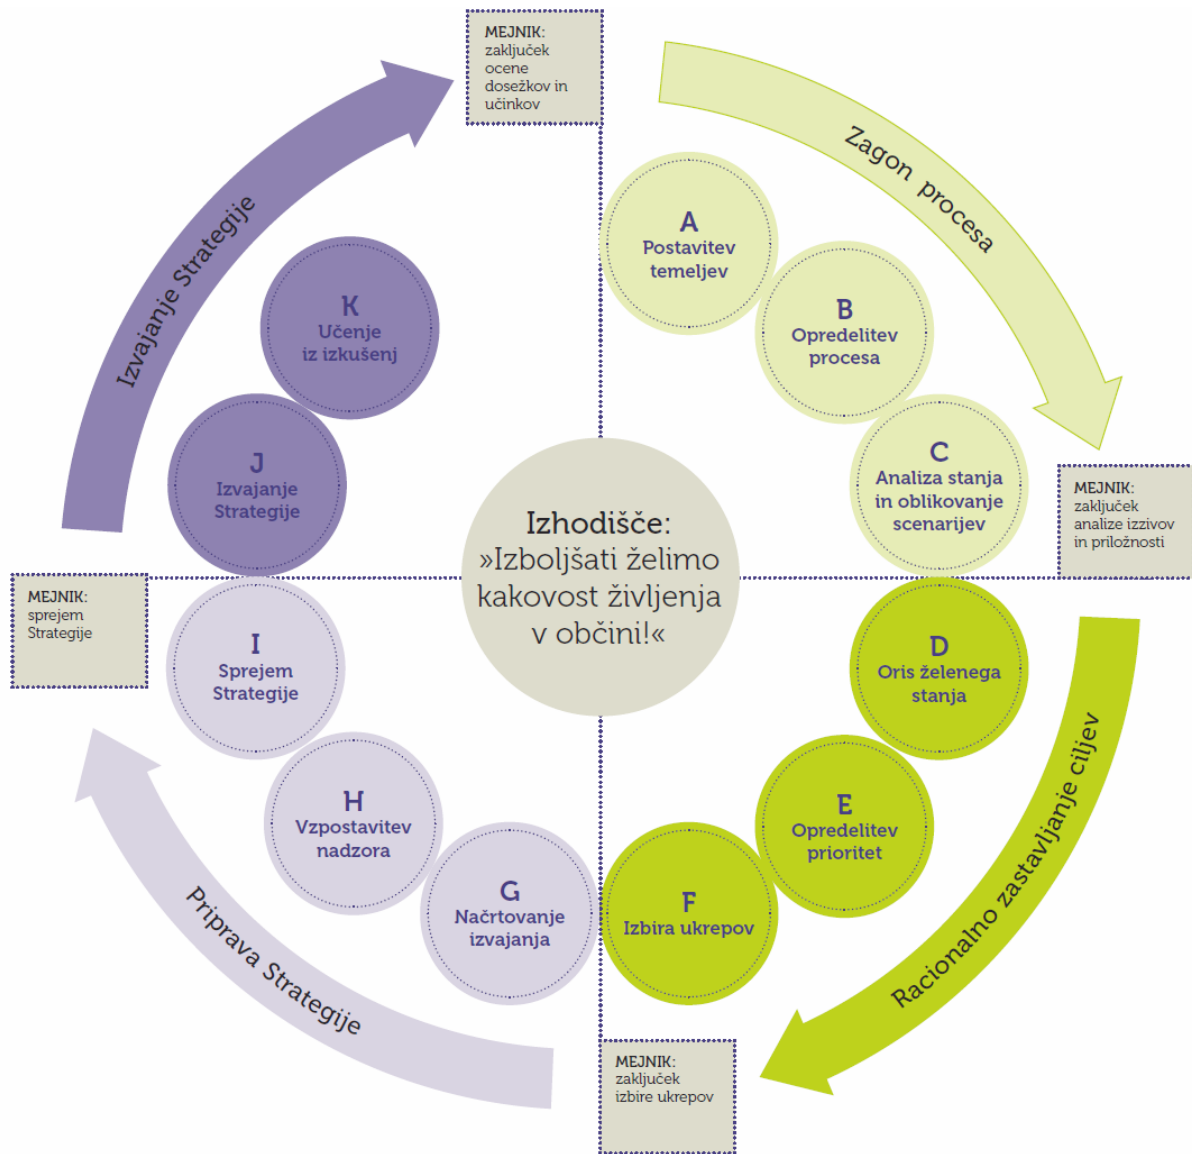 MEJNIK:
zaključek
ocene
dosežkov in
učinkov
Zagon procesa
A
Postavitev
temeljev
B
Opredelitev
procesa
C
Analiza stanja
in oblikovanje
scenarijev
MEJNIK:
zaključek
analize izzivov
in priložnosti
Izhodišče:
»Izboljšati želimo
kakovost življenja
v občini!«
D
Oris želenega
stanja
E
Opredelitev
prioritet
F
Izbira ukrepov
Racionalno zastavljanje ciljev
MEJNIK:
zaključek
izbire ukrepov
G
Načrtovanje
izvajanja
H
Vzpostavitev
nadzora
I
Sprejem
Strategije
Priprava Strategije
MEJNIK:
sprejem
Strategije
J
Izvajanje
Strategije
K
Učenje
iz izkušenj
Izvajanje Strategije